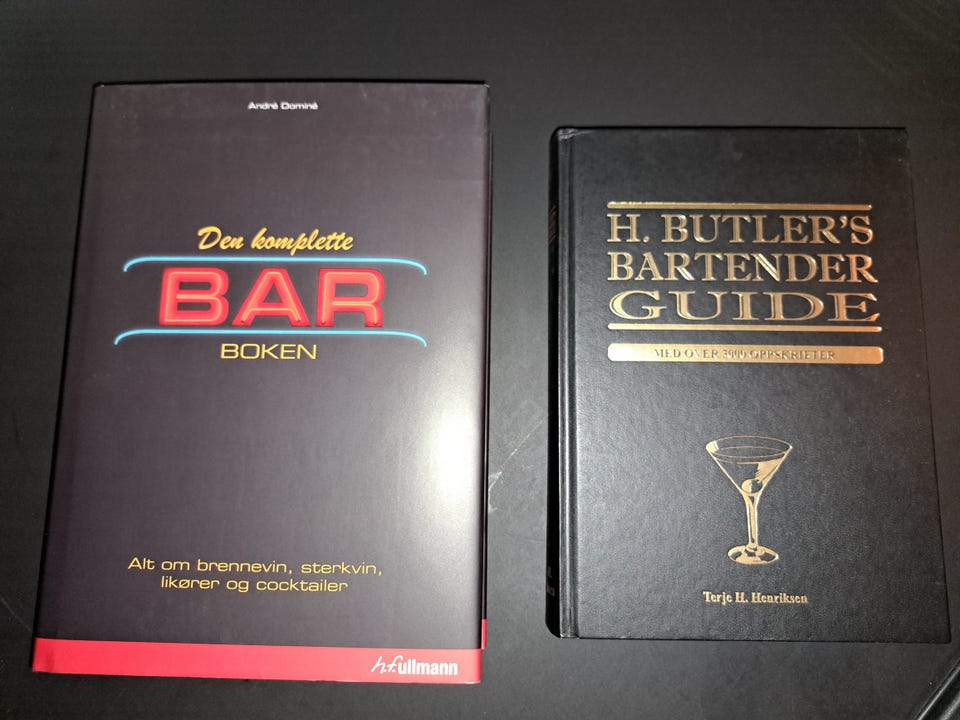 André Dominé
Den komplette
BAR
BOKEN
Alt om brennevin, sterkvin,
likører og cocktailer
h.f.ullmann
H. BUTLER'S
BARTENDER
GUIDE
MED OVER 2000 OPPSKRIFTER
Terje H. Henriksen